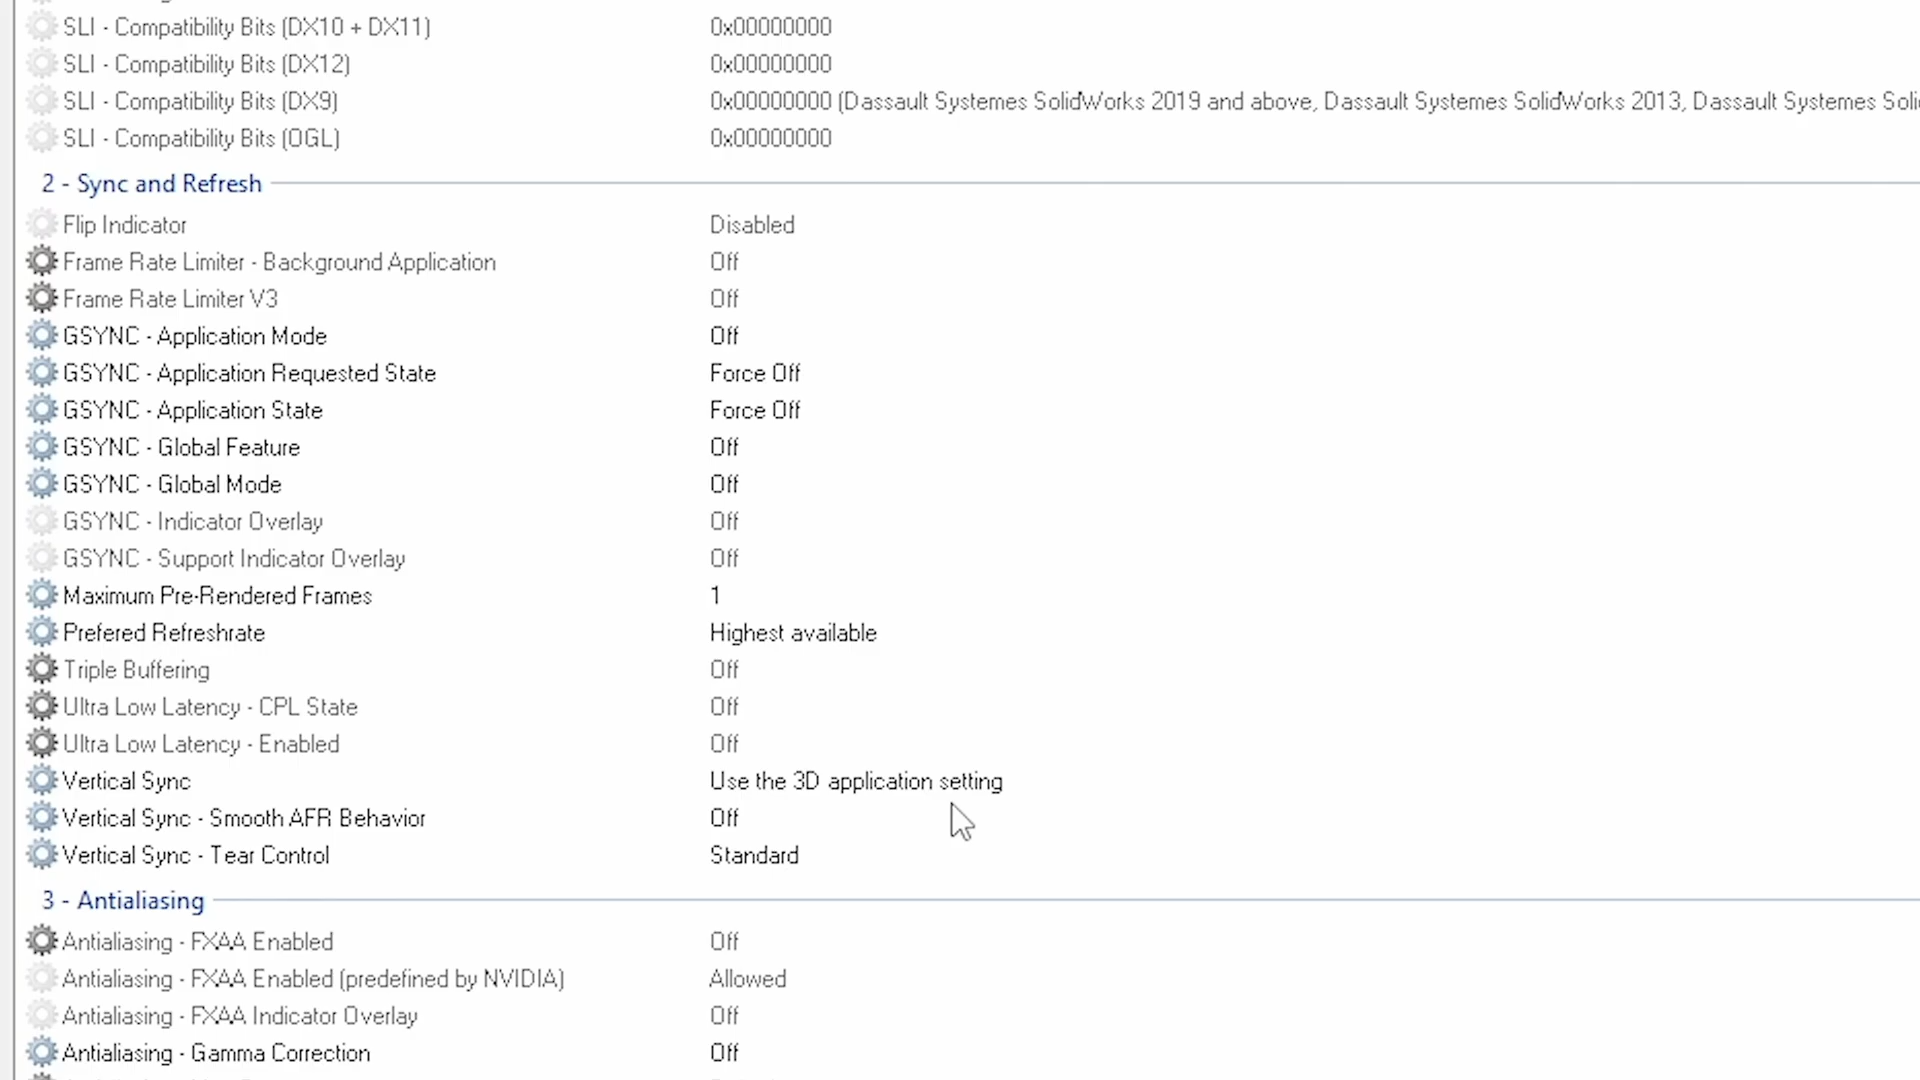 SLI - Compatibility Bits (DX10 + DX11) 0x00000000
SLI - Compatibility Bits (DX12) 0x00000000
SLI - Compatibility Bits (DX9) 0x00000000 (Dassault Systemes SolidWorks 2019 and above, Dassault Systemes SolidWorks 2013, Dassault Systemes Soli
SLI - Compatibility Bits (OGL) 0x00000000
2 - Sync and Refresh
Flip Indicator Disabled
Frame Rate Limiter - Background Application Off
Frame Rate Limiter V3 Off
GSYNC - Application Mode Off
GSYNC - Application Requested State Force Off
GSYNC - Application State Force Off
GSYNC - Global Feature Off
GSYNC - Global Mode Off
GSYNC - Indicator Overlay Off
GSYNC - Support Indicator Overlay Off
Maximum Pre-Rendered Frames 1
Prefered Refreshrate Highest available
Triple Buffering Off
Ultra Low Latency - CPL State Off
Ultra Low Latency - Enabled Off
Vertical Sync Use the 3D application setting
Vertical Sync - Smooth AFR Behavior Off
Vertical Sync - Tear Control Standard
3 - Antialiasing
Antialiasing - FXAA Enabled Off
Antialiasing - FXAA Enabled (predefined by NVIDIA) Allowed
Antialiasing - FXAA Indicator Overlay Off
Antialiasing - Gamma Correction Off